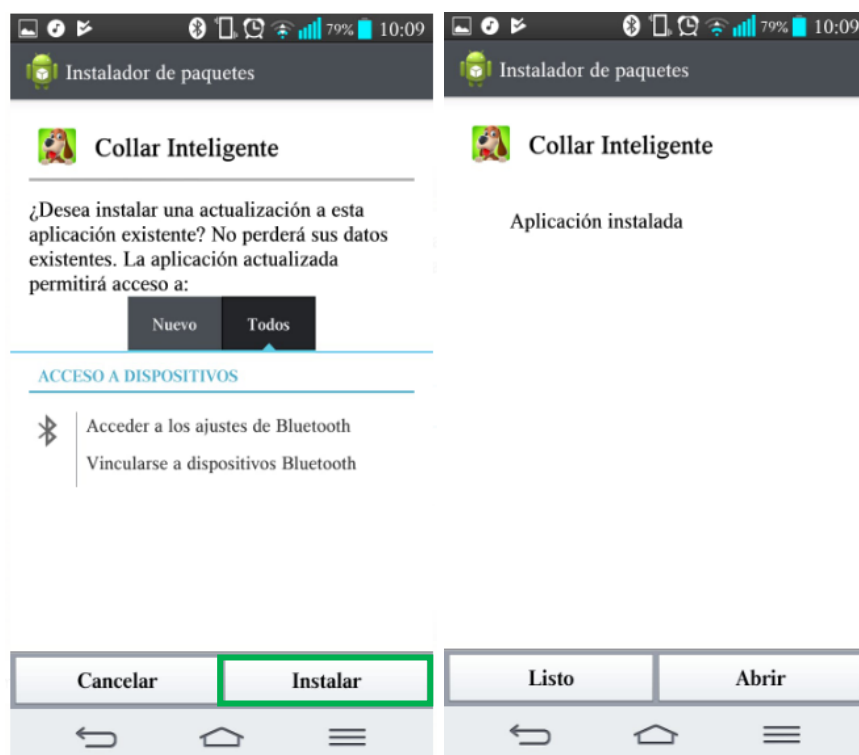 79% 10:09
Instalador de paquetes
Collar Inteligente
¿Desea instalar una actualización a esta
aplicación existente? No perderá sus datos
existentes. La aplicación actualizada
permitirá acceso a:
Nuevo Todos
ACCESO A DISPOSITIVOS
Acceder a los ajustes de Bluetooth
Vincularse a dispositivos Bluetooth
Cancelar Instalar
79% 10:09
Instalador de paquetes
Collar Inteligente
Aplicación instalada
Listo Abrir